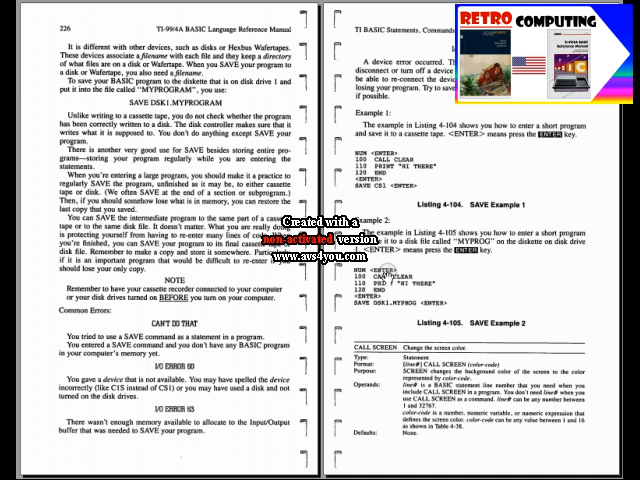 226 TI-99/4A BASIC Language Reference Manual
It is different with other devices, such as disks or Hexbus Wafertapes.
These devices associate a filename with each file and they keep a directory
of what files are on a disk or Wafertape. When you SAVE your program to
a disk or Wafertape, you also need a filename.
To save your BASIC program to the diskette that is on disk drive 1 and
put it into the file called "MYPROGRAM", you use:
SAVE DSK1.MYPROGRAM
Unlike writing to a cassette tape, you do not check whether the program
has been correctly written to a disk. The disk controller makes sure that it
writes what it is supposed to. You don't do anything except SAVE your
program.
There is another very good use for SAVE besides storing entire pro-
grams—storing your program regularly while you are entering the
statements.
When you're entering a large program, you should make it a practice to
regularly SAVE the program, unfinished as it may be, to either cassette
tape or disk. (We often SAVE at the end of a section or subprogram.)
Then, if you should somehow lose what is in memory, you can restore the
last copy that you saved.
You can SAVE the intermediate program to the same part of a
tape or to the same disk file. It doesn't matter. What you are really doing
is protecting yourself from having to re-enter many lines of
you're finished, you can SAVE your program to its final cassette tape
disk file. Remember to make a copy and store it somewhere.
if it is an important program that would be difficult to re-enter
should lose your only copy.
NOTE
Remember to have your cassette recorder connected to your computer
or your disk drives turned on BEFORE you turn on your computer.
Common Errors:
CAN'T DO THAT
You tried to use a SAVE command as a statement in a program.
You entered a SAVE command and you don't have any BASIC program
in your computer's memory yet.
I/O ERROR 60
You gave a device that is not available. You may have spelled the device
incorrectly (like C1S instead of CS1) or you may have used a disk and not
turned on the disk drives.
I/O ERROR 63
There wasn't enough memory available to allocate to the Input/Output
buffer that was needed to SAVE your program.
TI BASIC Statements, Commands
A device error occurred. The
disconnect or turn off a device
be able to re-connect the
losing your program. Try to save
if possible.
Example 1:
The example in Listing 4-104 shows you how to enter a short program
and save it to a cassette tape. <ENTER> means press the ENTER key.
NUM <ENTER>
100 CALL CLEAR
110 PRINT "HI THERE"
120 END
<ENTER>
SAVE CS1 <ENTER>
Listing 4-104. SAVE Example 1
Example 2:
The example in Listing 4-105 shows you how to enter a short program
it to a disk file called "MYPROG" on the diskette on disk drive
1. <ENTER> means press the ENTER key.
NUM <ENTER>
100 CLEAR
110 "HI THERE"
120 END
<ENTER>
SAVE DSK1.MYPROG <ENTER>
Listing 4-105. SAVE Example 2
CALL SCREEN Change the screen color.
Type: Statement
Format: [line#] CALL SCREEN (color-code)
Purpose: SCREEN changes the background color of the screen to the color
represented by color-code.
Operands: line# is a BASIC statement line number that you need when you
include CALL SCREEN in a program. You don't need line# when you
use CALL SCREEN as a command. line# can be any number between
1 and 32767.
color-code is a number, numeric variable, or numeric expression that
defines the screen color. color-code can be any value between 1 and 16
as shown in Table 4-38.
Defaults: None.
RETRO COMPUTING
TI-99/4A BASIC
Reference Manual
Created with a
non-activated version
www.avs4you.com